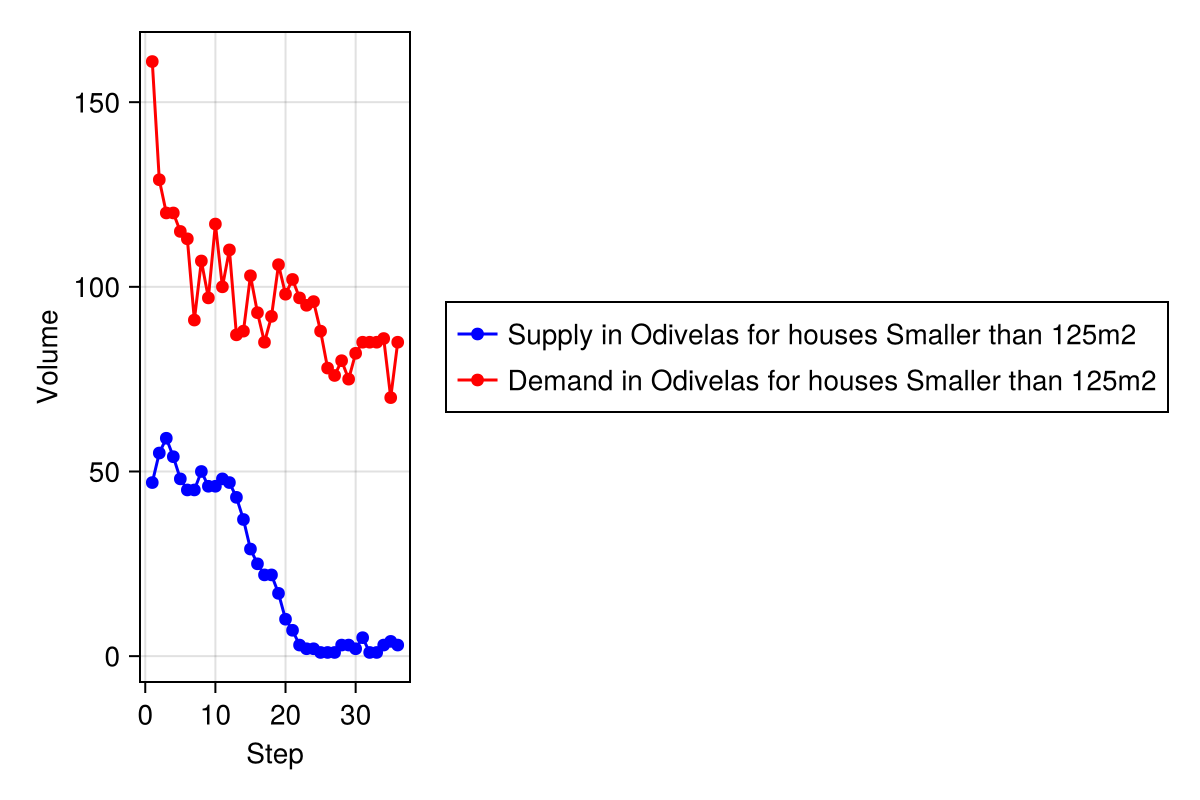 150
100
50
0
Volume
0 10 20 30
Step
Supply in Odivelas for houses Smaller than 125m2
Demand in Odivelas for houses Smaller than 125m2